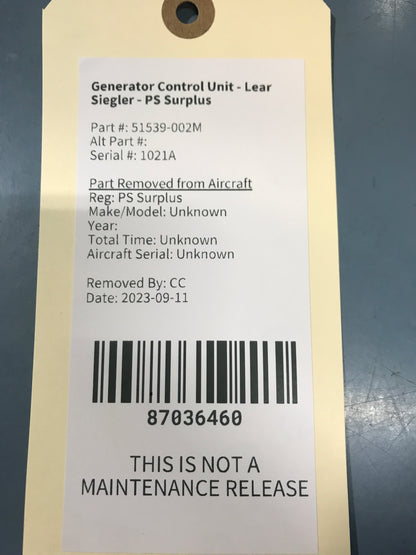 Generator Control Unit - Lear
Siegler - PS Surplus
Part #: 51539-002M
Alt Part #:
Serial #: 1021A
Part Removed from Aircraft
Reg: PS Surplus
Make/Model: Unknown
Year:
Total Time: Unknown
Aircraft Serial: Unknown
Removed By: CC
Date: 2023-09-11
87036460
THIS IS NOT A
MAINTENANCE RELEASE